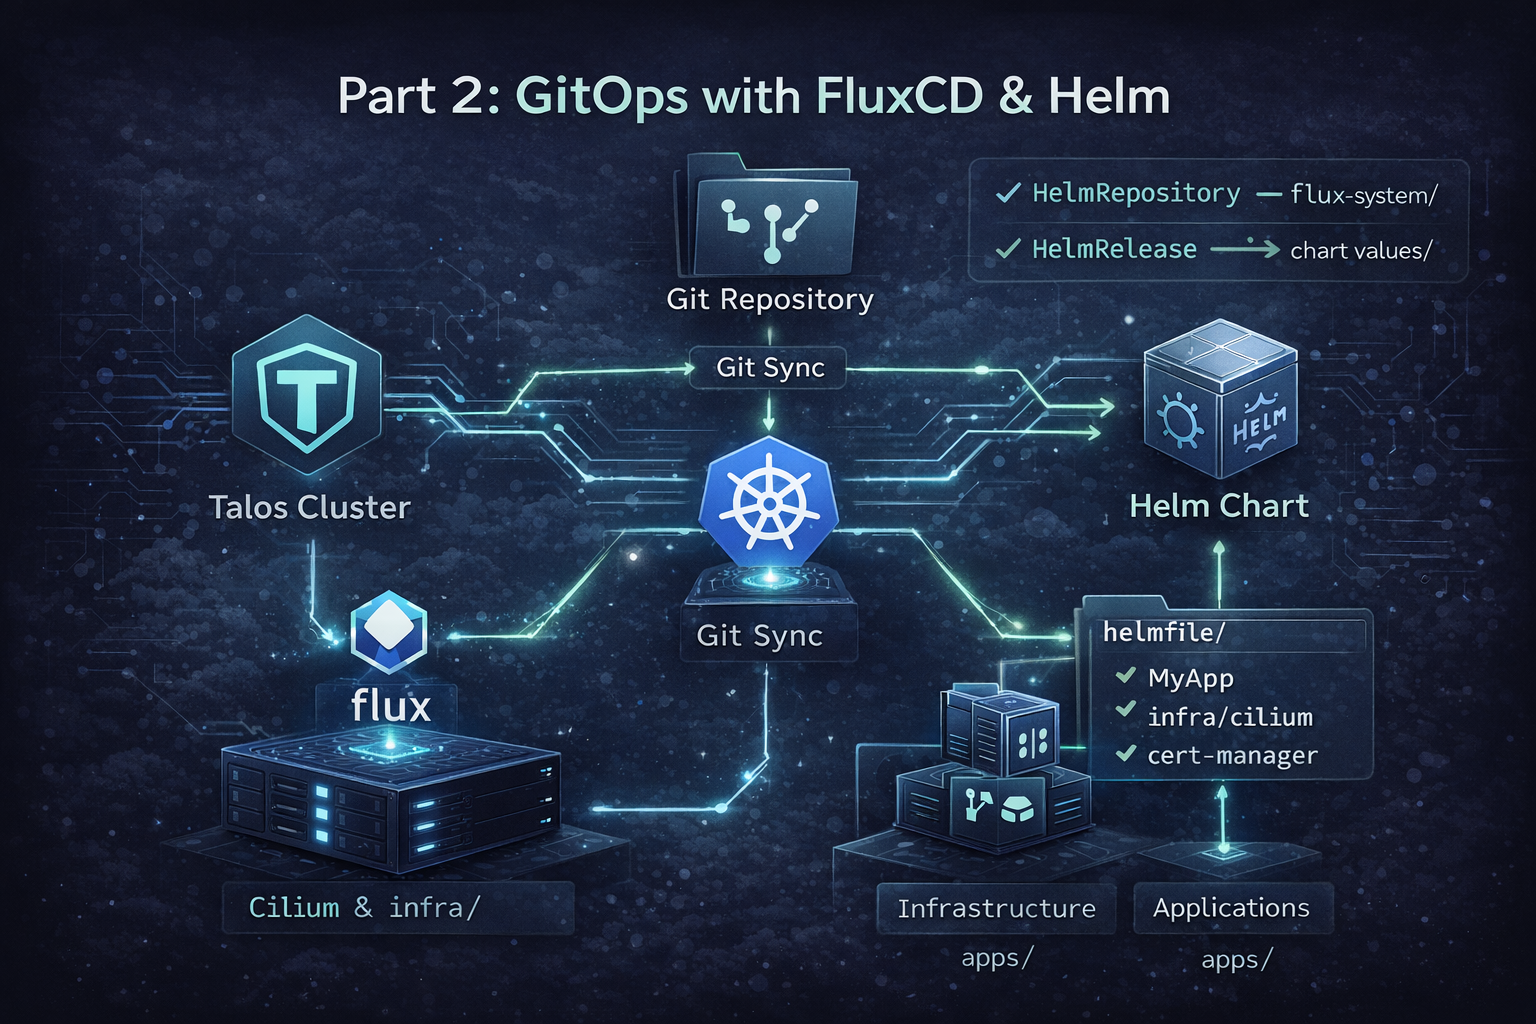 Part 2: GitOps with FluxCD & Helm
✓ HelmRepository — flux-system/
✓ HelmRelease → chart values/
Git Repository
Git Sync
T
HELM
Talos Cluster
Helm Chart
Git Sync
flux
helmfile/
✓ MyApp
✓ infra/cilium
✓ cert-manager
Cilium & infra/
Infrastructure
apps/
Applications
apps/